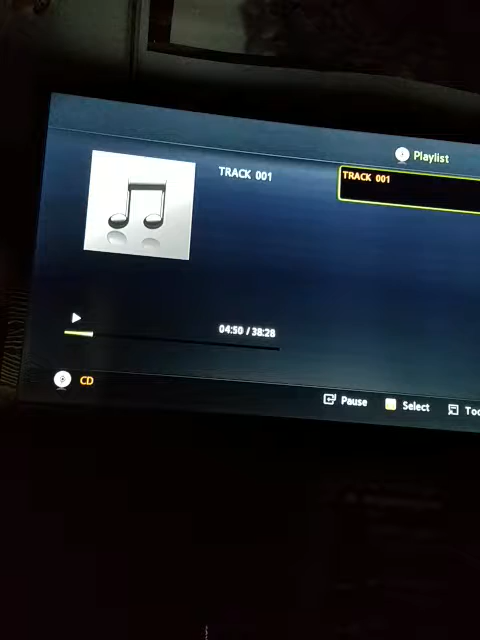 Playlist
TRACK 001
TRACK 001
04:50 / 38:28
CD
Pause
Select